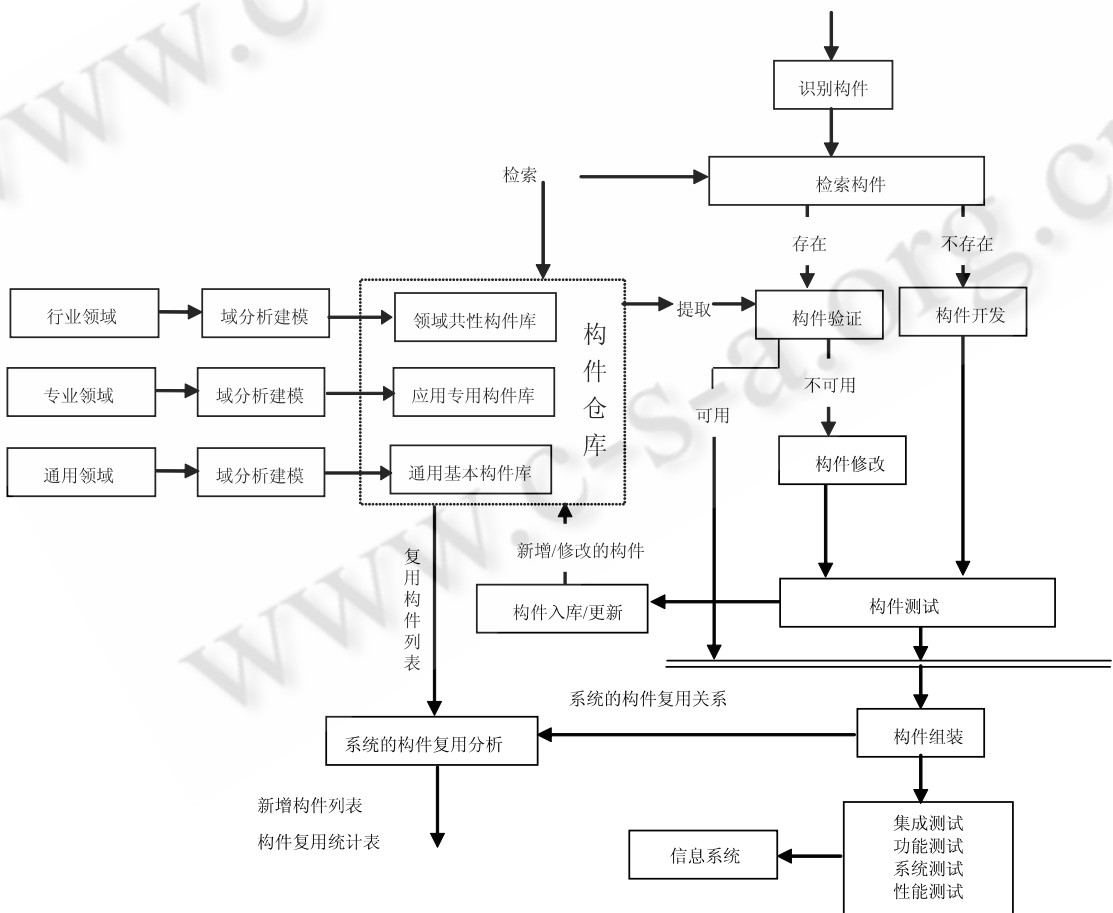 识别构件
检索
检索构件
存在
不存在
行业领域
域分析建模
领域共性构件库
构件仓库
提取
构件验证
构件开发
专业领域
域分析建模
应用专用构件库
不可用
可用
通用领域
域分析建模
通用基本构件库
构件修改
复用构件列表
新增/修改的构件
构件入库/更新
构件测试
系统的构件复用关系
系统的构件复用分析
构件组装
新增构件列表
构件复用统计表
信息系统
集成测试
功能测试
系统测试
性能测试
www.c-s-a.org.cn